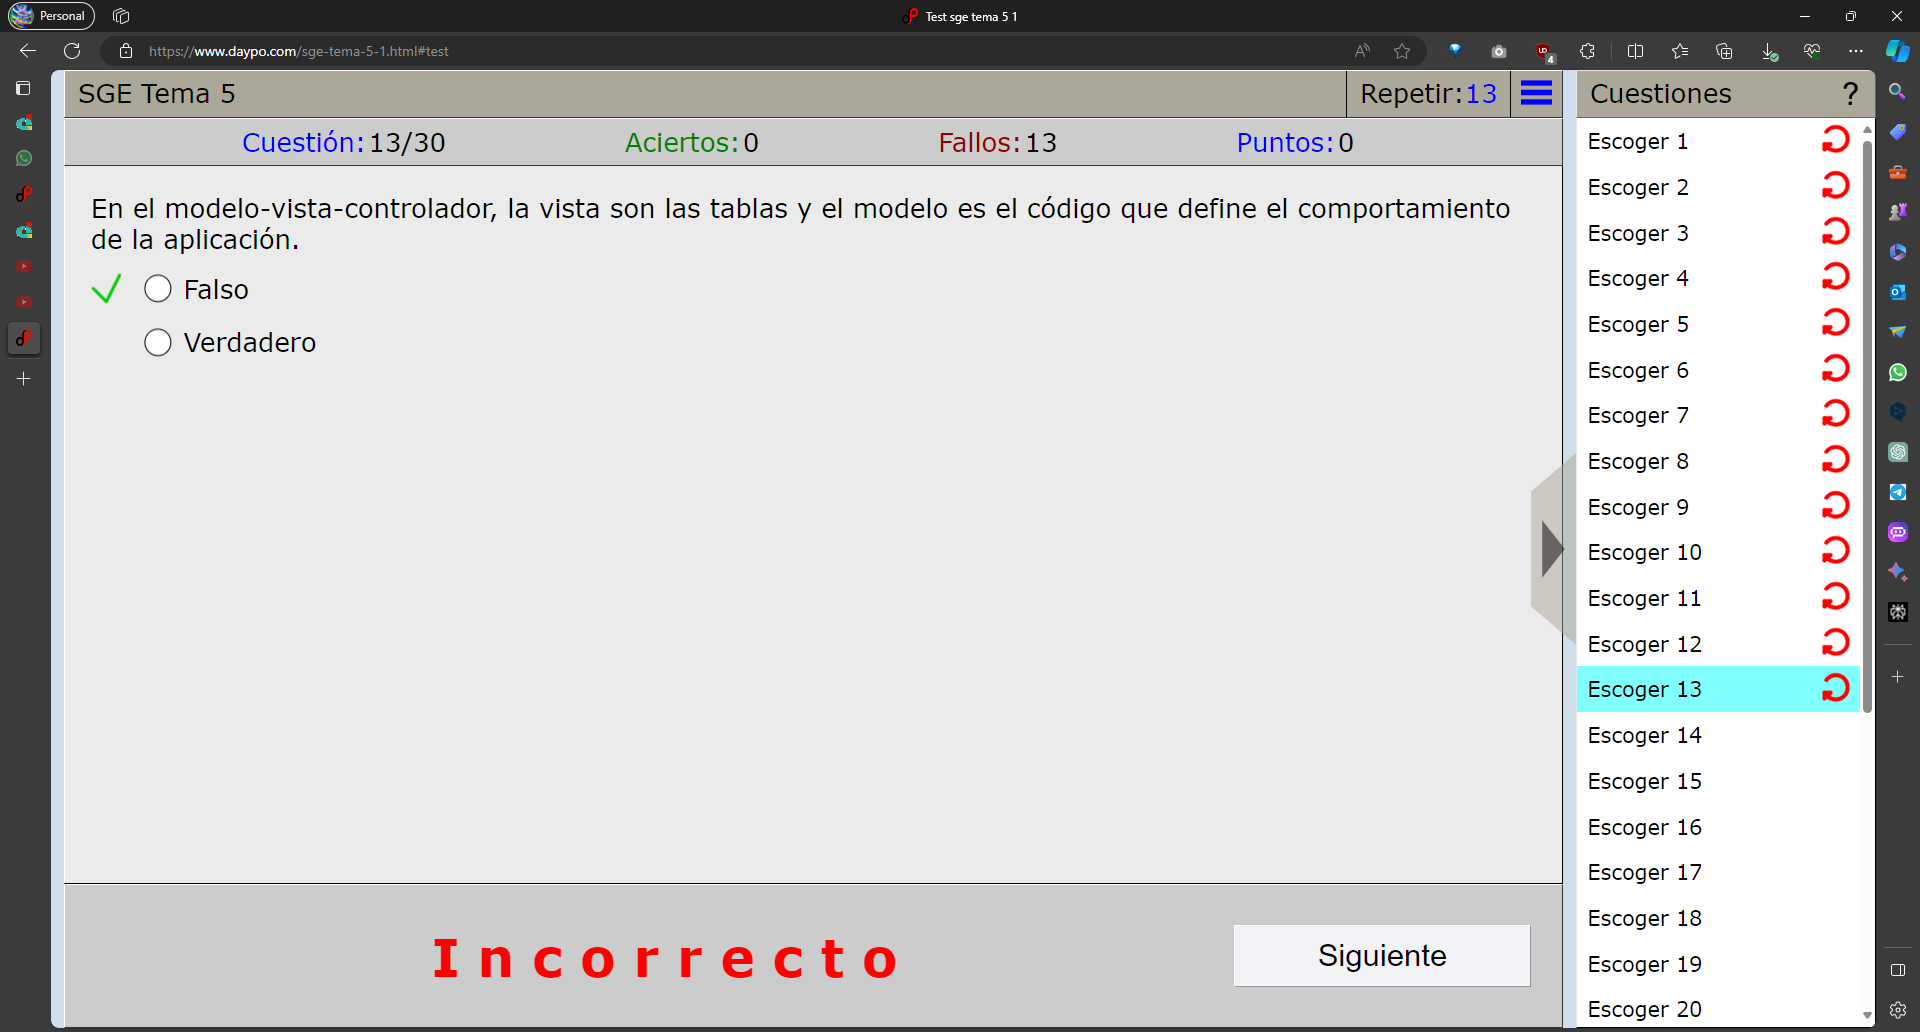 Personal
Test sge tema 5 1
https://www.daypo.com/sge-tema-5-1.html#test
4
SGE Tema 5
Repetir:13
Cuestiones
?
Cuestión:13/30
Aciertos:0
Fallos:13
Puntos:0
En el modelo-vista-controlador, la vista son las tablas y el modelo es el código que define el comportamiento
de la aplicación.
Falso
Verdadero
Incorrecto
Siguiente
Escoger 1
Escoger 2
Escoger 3
Escoger 4
Escoger 5
Escoger 6
Escoger 7
Escoger 8
Escoger 9
Escoger 10
Escoger 11
Escoger 12
Escoger 13
Escoger 14
Escoger 15
Escoger 16
Escoger 17
Escoger 18
Escoger 19
Escoger 20